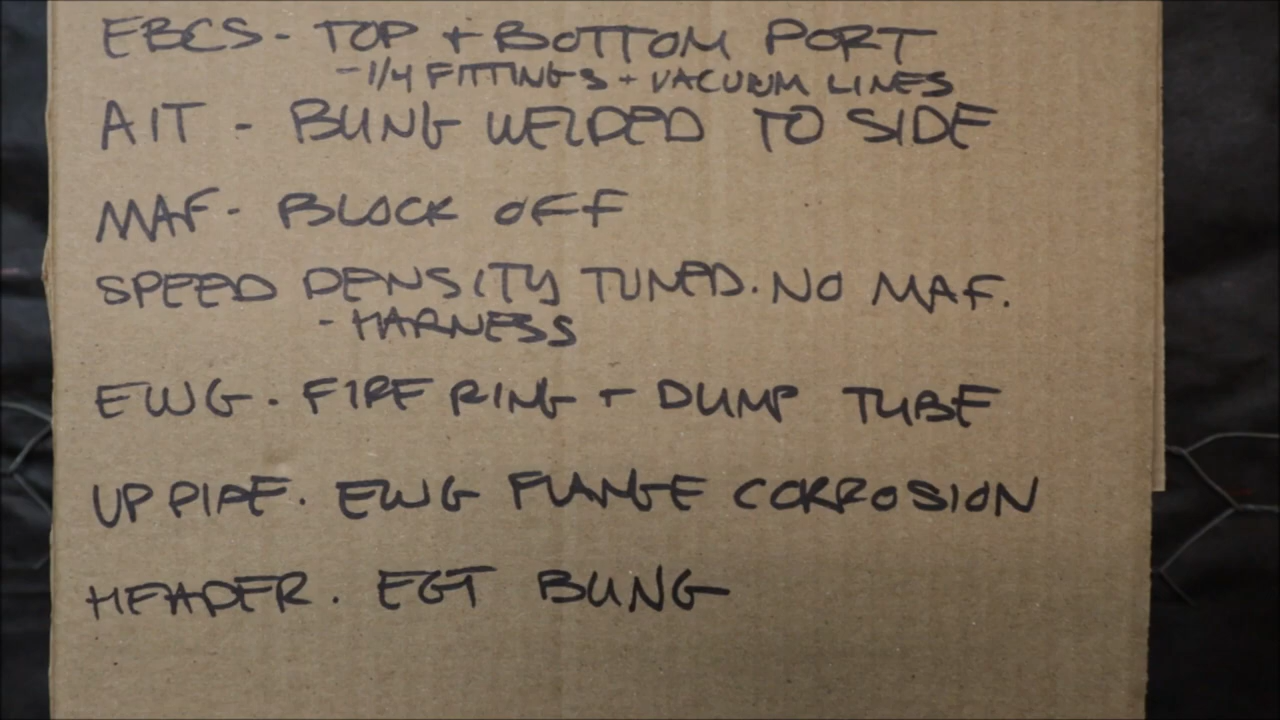 EBCS - TOP + BOTTOM PORT
- 1/4 FITTINGS + VACUUM LINES
AIT - BUNG WELDED TO SIDE
MAF - BLOCK OFF
SPEED DENSITY TUNED. NO MAF.
- HARNESS
EWG. FIRE RING + DUMP TUBE
UP PIPE. EWG FLANGE CORROSION
HEADER. EGT BUNG